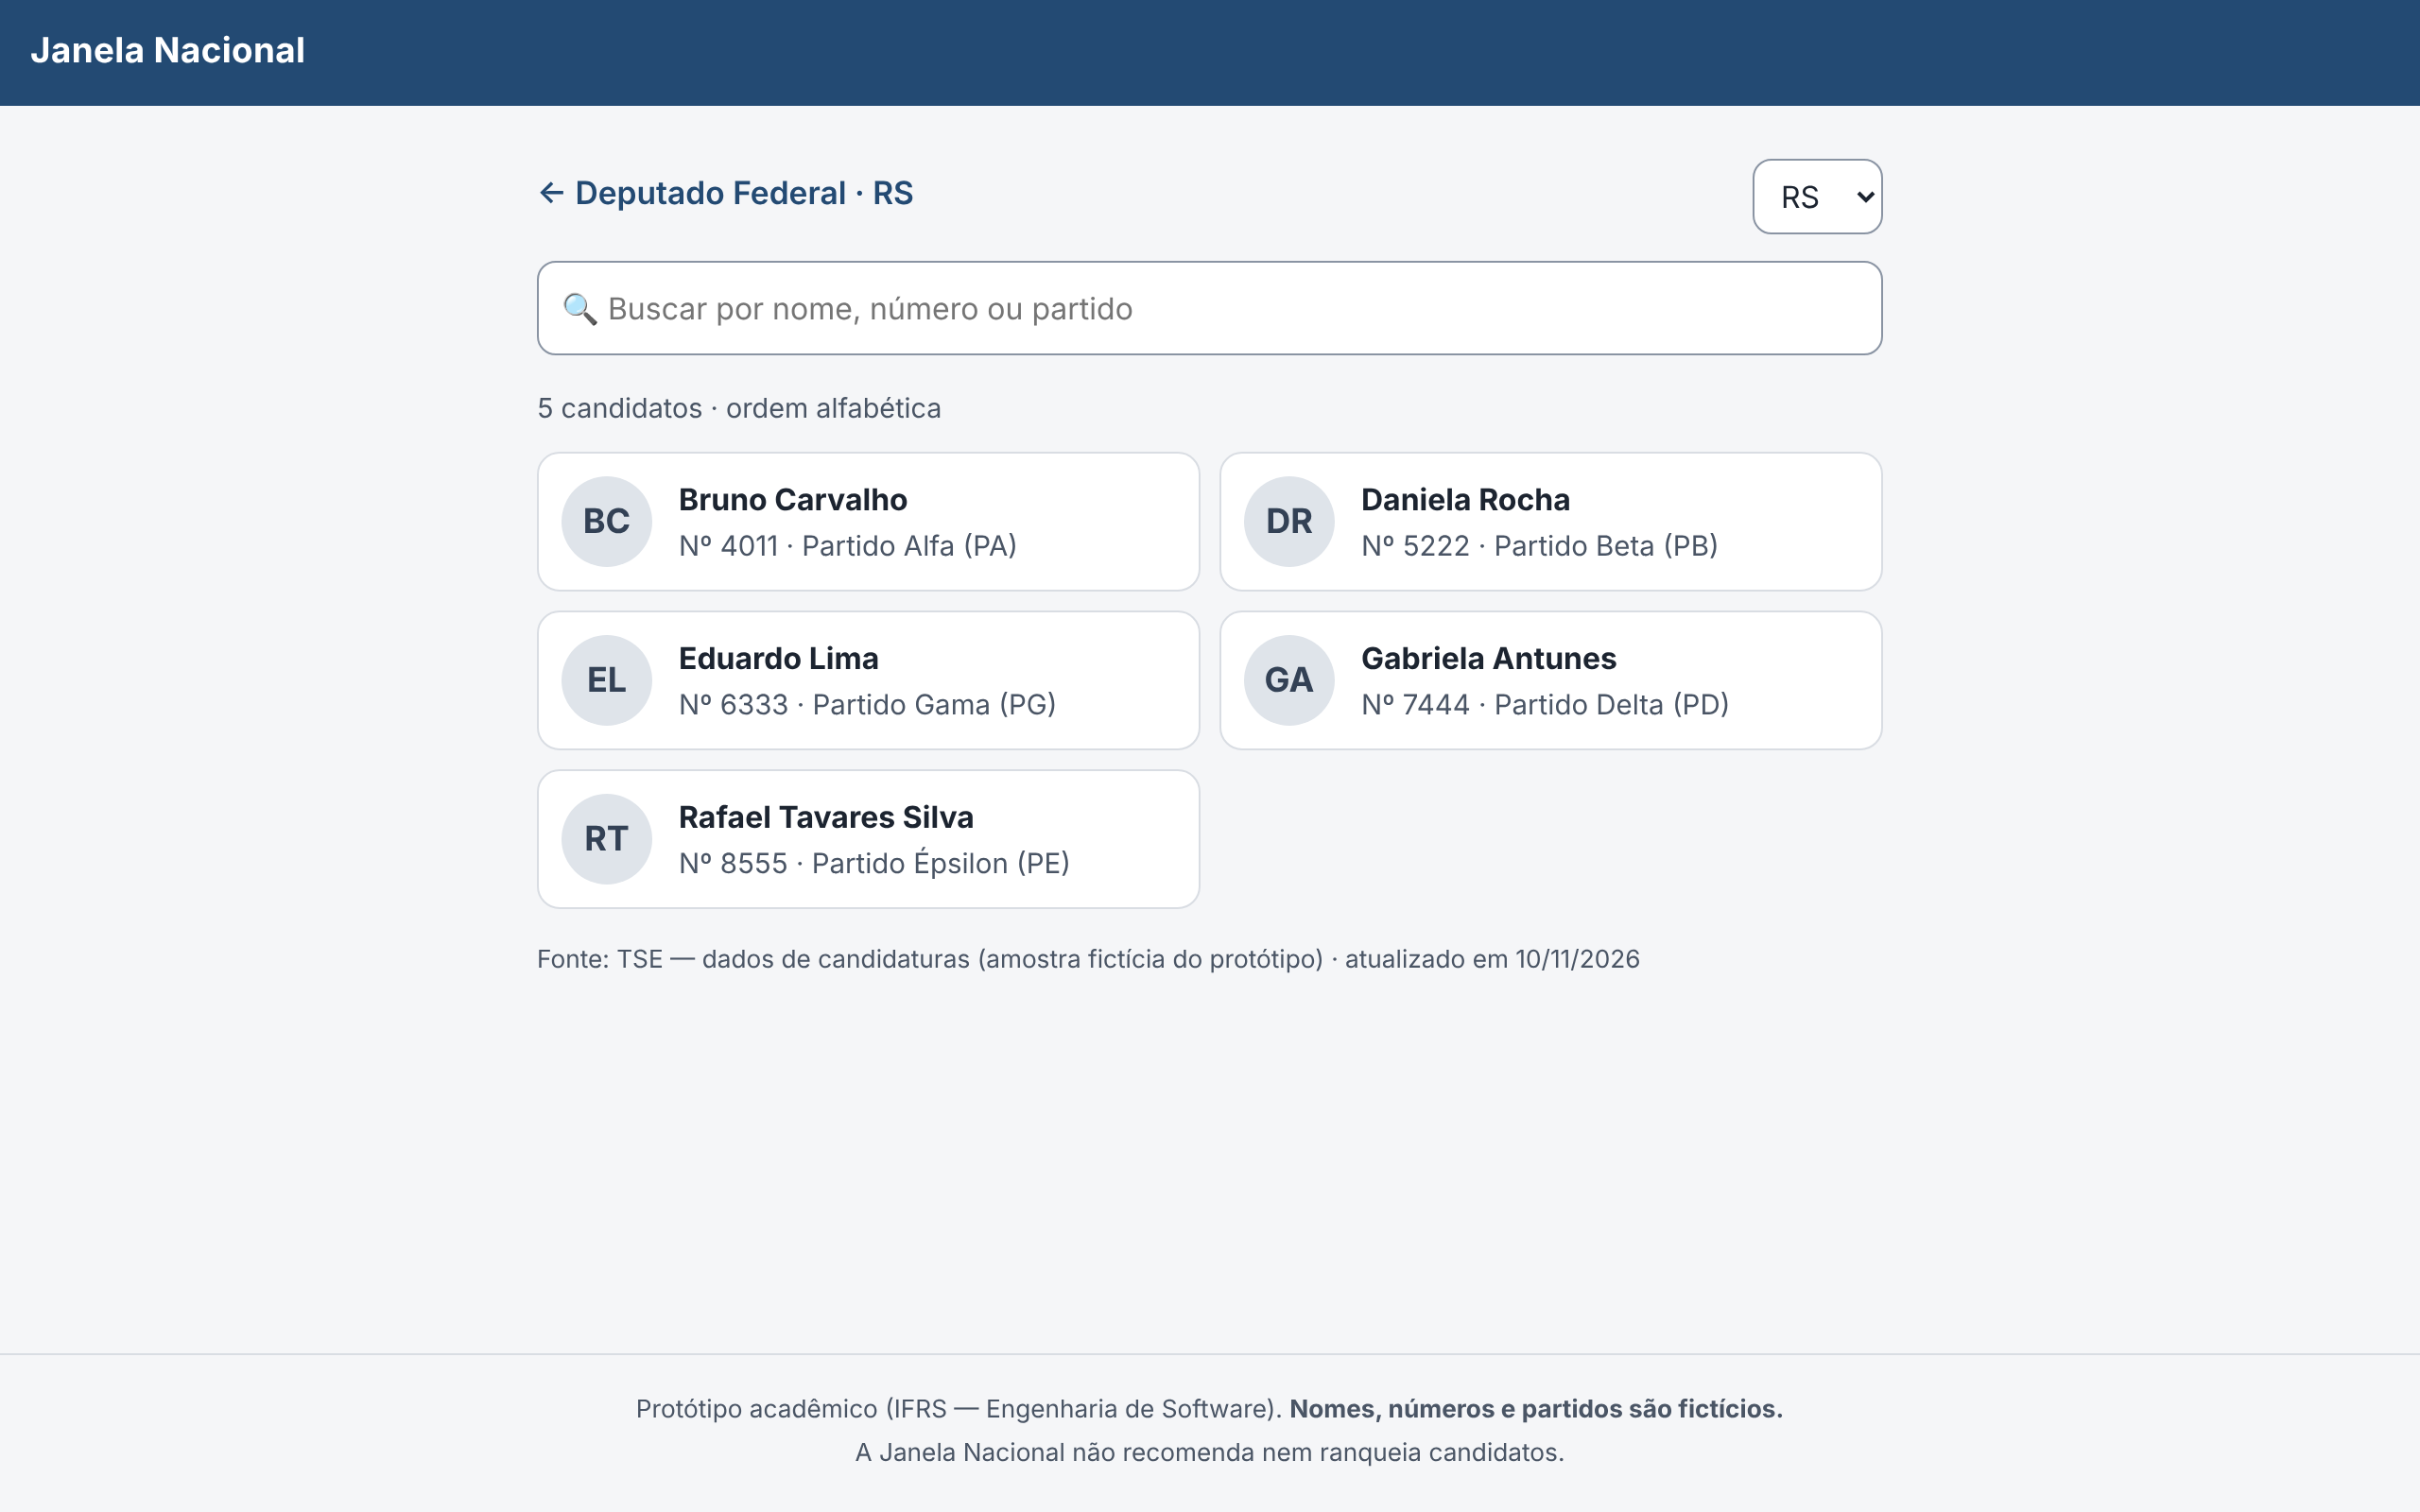 Janela Nacional
← Deputado Federal · RS
RS
🔍 Buscar por nome, número ou partido
5 candidatos · ordem alfabética
BC
Bruno Carvalho
Nº 4011 · Partido Alfa (PA)
DR
Daniela Rocha
Nº 5222 · Partido Beta (PB)
EL
Eduardo Lima
Nº 6333 · Partido Gama (PG)
GA
Gabriela Antunes
Nº 7444 · Partido Delta (PD)
RT
Rafael Tavares Silva
Nº 8555 · Partido Épsilon (PE)
Fonte: TSE — dados de candidaturas (amostra fictícia do protótipo) · atualizado em 10/11/2026
Protótipo acadêmico (IFRS — Engenharia de Software). Nomes, números e partidos são fictícios.
A Janela Nacional não recomenda nem ranqueia candidatos.